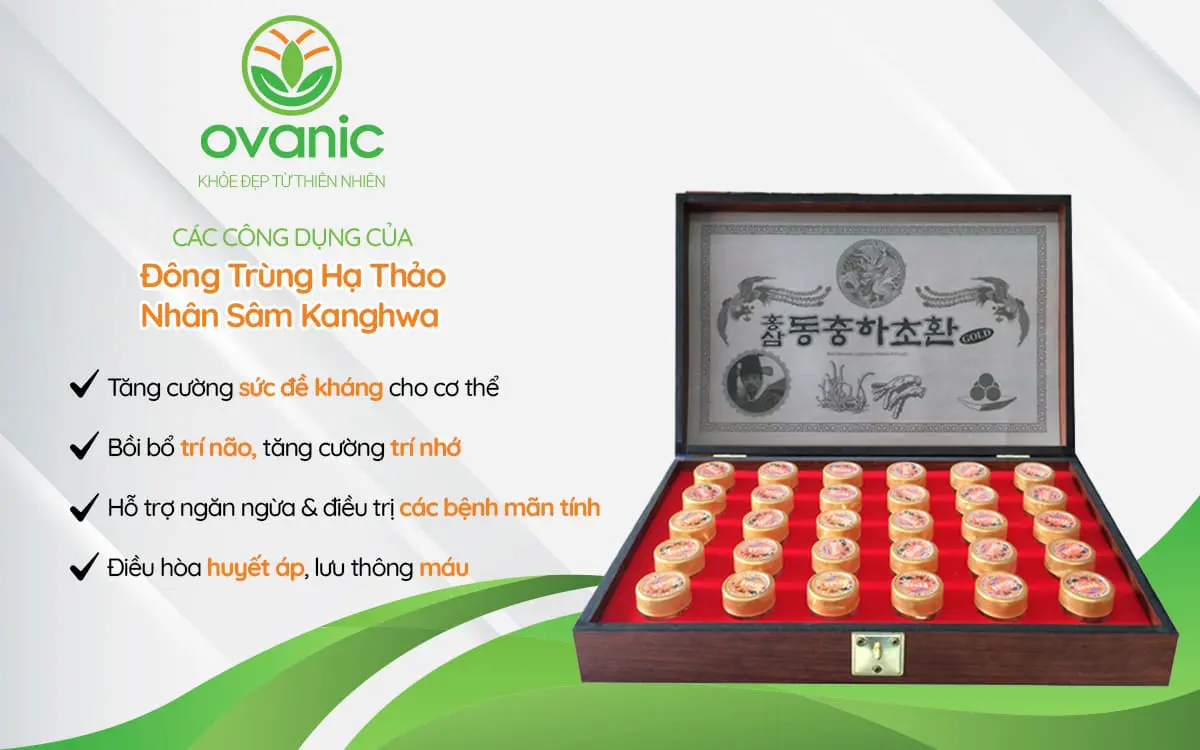 ovanic
KHỎE ĐẸP TỪ THIÊN NHIÊN
CÁC CÔNG DỤNG CỦA
Đông Trùng Hạ Thảo
Nhân Sâm Kanghwa
Tăng cường sức đề kháng cho cơ thể
Bồi bổ trí não, tăng cường trí nhớ
Hỗ trợ ngăn ngừa & điều trị các bệnh mãn tính
Điều hòa huyết áp, lưu thông máu
홍삼 동충하초환 GOLD